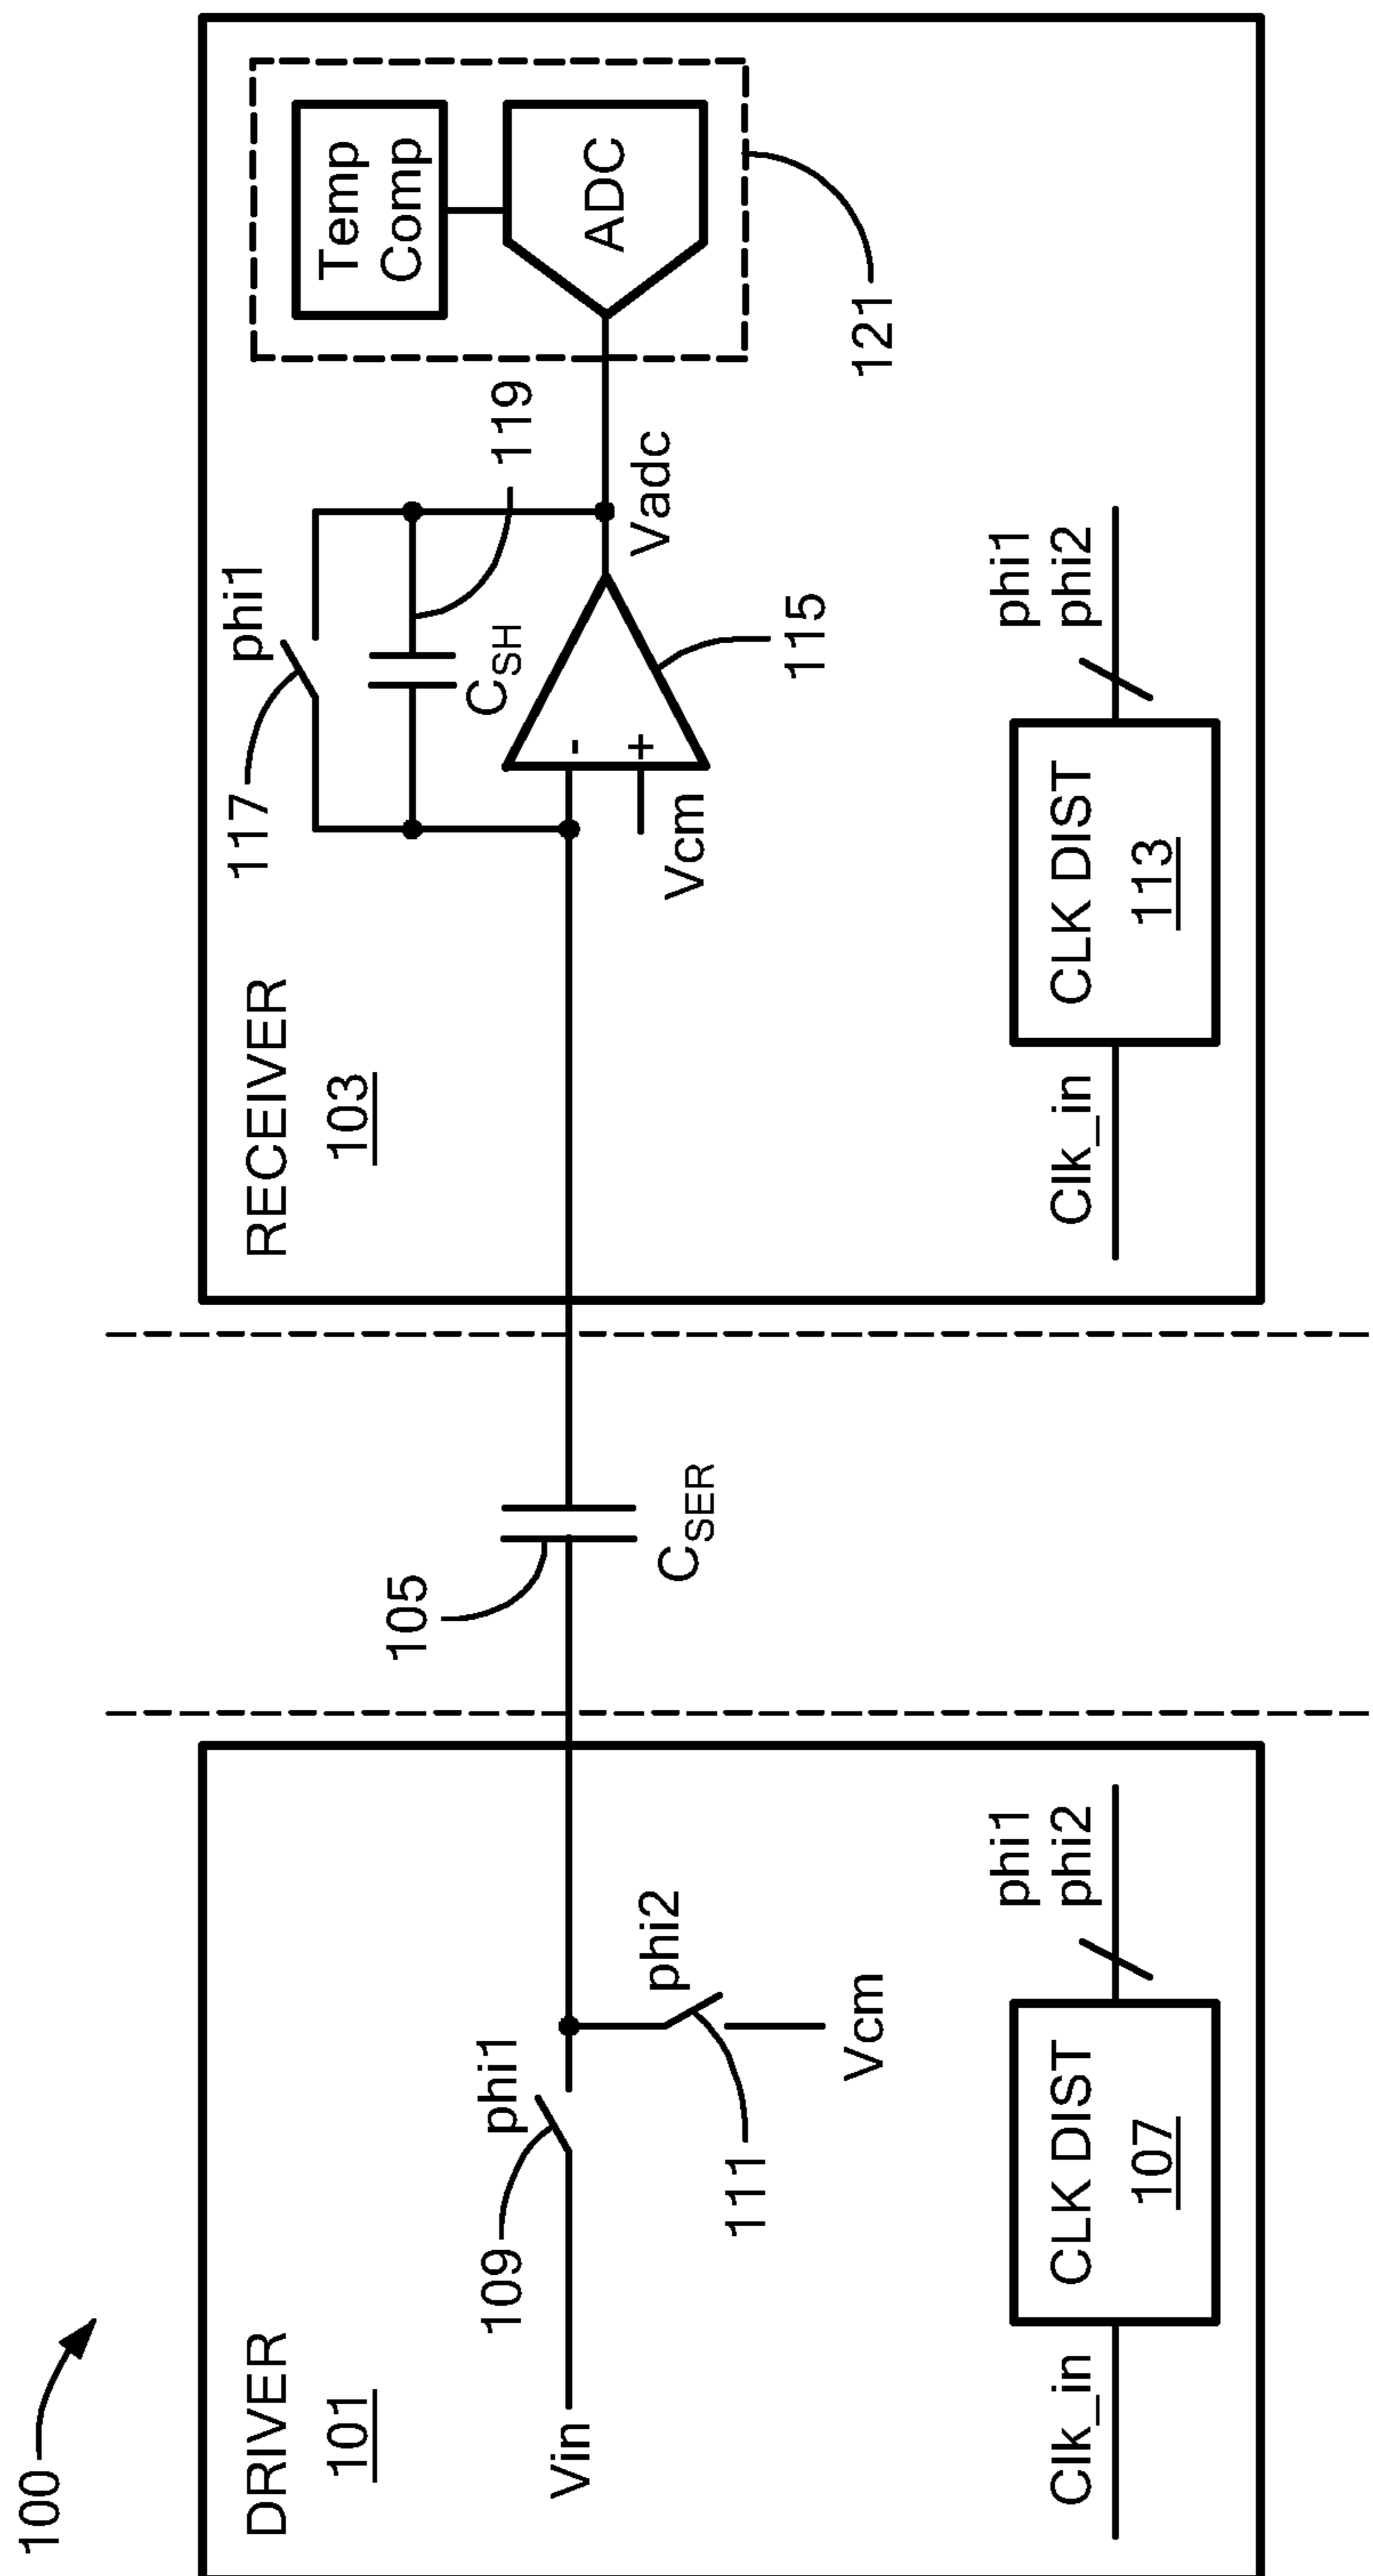 100
DRIVER
101
Vin
109
phi1
phi2
111
Vcm
Clk_in
CLK DIST
107
phi1
phi2
105
CSER
RECEIVER
103
117
phi1
CSH
119
-
+
Vcm
115
Vadc
Temp
Comp
ADC
121
Clk_in
CLK DIST
113
phi1
phi2